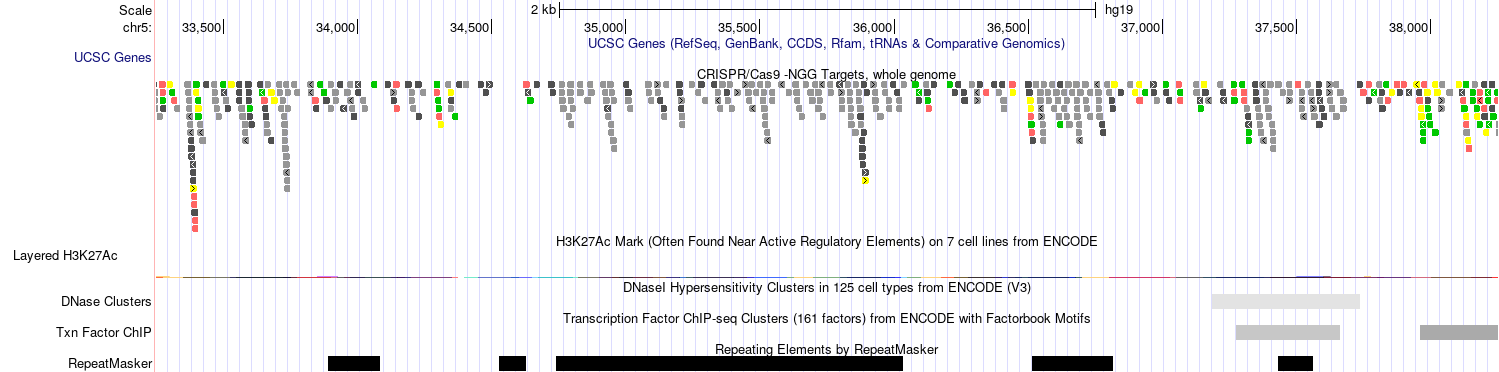 Scale 2 kb hg19
chr5: 33,500 34,000 34,500 35,000 35,500 36,000 36,500 37,000 37,500 38,000
UCSC Genes (RefSeq, GenBank, CCDS, Rfam, tRNAs & Comparative Genomics)
UCSC Genes
CRISPR/Cas9 -NGG Targets, whole genome
H3K27Ac Mark (Often Found Near Active Regulatory Elements) on 7 cell lines from ENCODE
Layered H3K27Ac
DNaseI Hypersensitivity Clusters in 125 cell types from ENCODE (V3)
DNase Clusters
Transcription Factor ChIP-seq Clusters (161 factors) from ENCODE with Factorbook Motifs
Txn Factor ChIP
Repeating Elements by RepeatMasker
RepeatMasker